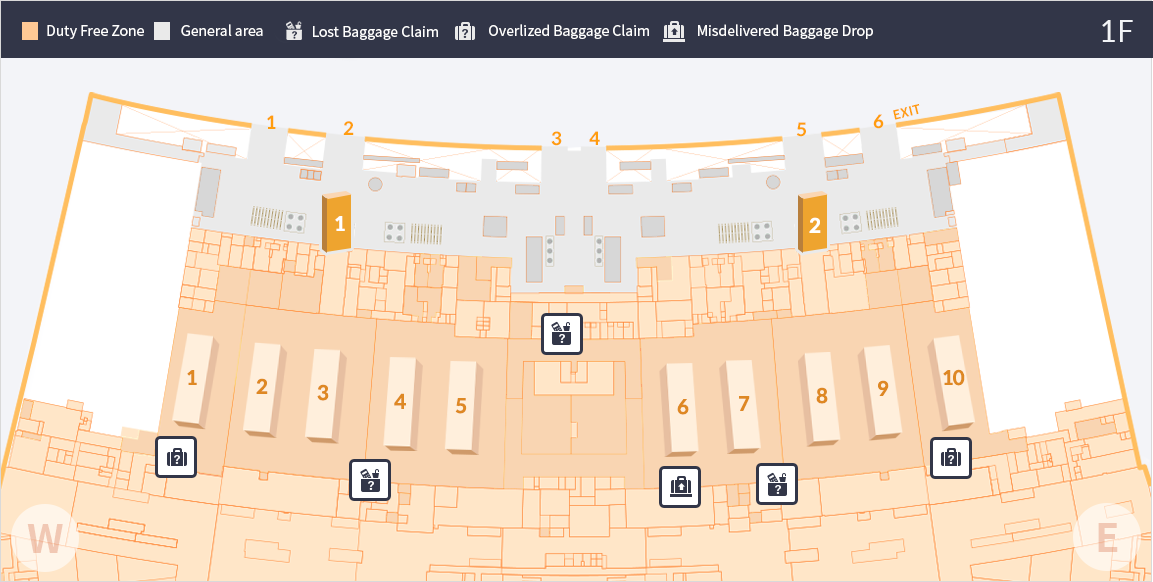 Duty Free Zone General area Lost Baggage Claim Overlized Baggage Claim Misdelivered Baggage Drop 1F
1 2 3 4 5 6 EXIT
1 2
1 2 3 4 5 6 7 8 9 10
W E